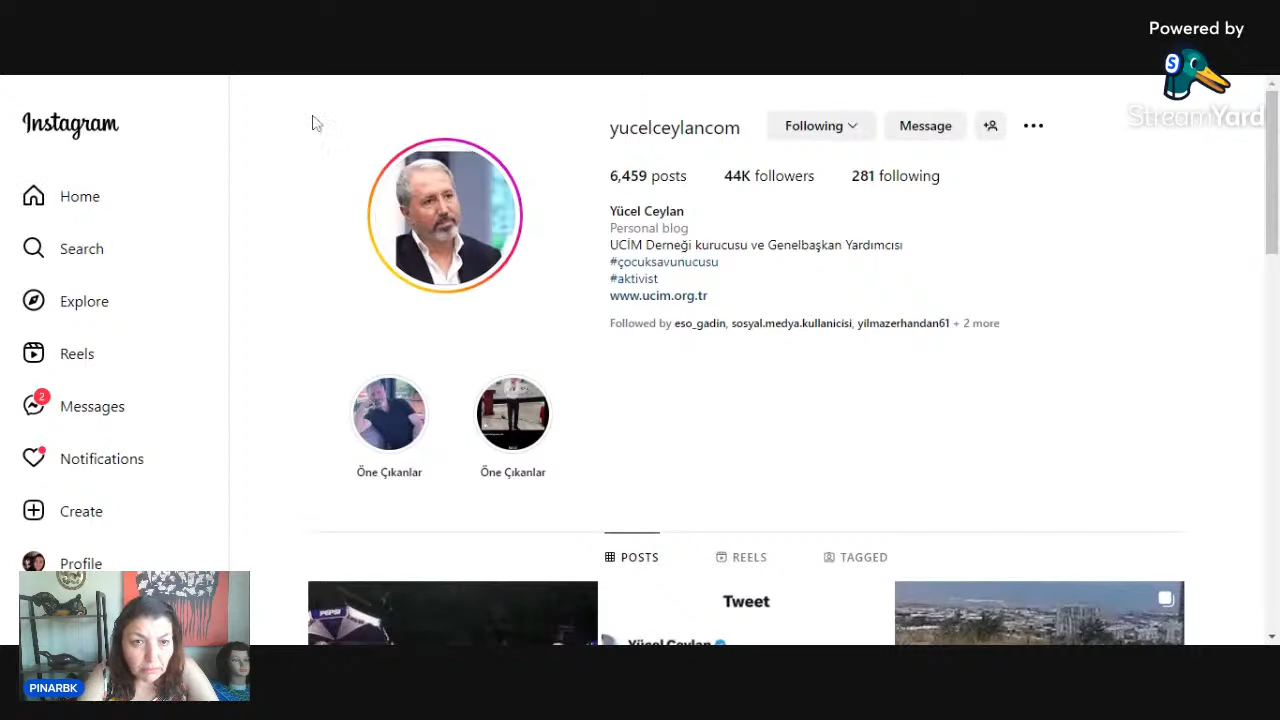 Powered by
StreamYard
Instagram
Home
Search
Explore
Reels
2
Messages
Notifications
Create
Profile
yucelceylancom
Following
Message
6,459 posts
44K followers
281 following
Yücel Ceylan
Personal blog
UCİM Derneği kurucusu ve Genelbaşkan Yardımcısı
#çocuksavunucusu
#aktivist
www.ucim.org.tr
Followed by eso_gadin, sosyal.medya.kullanicisi, yilmazerhandan61 + 2 more
Öne Çıkanlar
Öne Çıkanlar
POSTS
REELS
TAGGED
PEPSI
Tweet
Yücel Ceylan
PINARBK